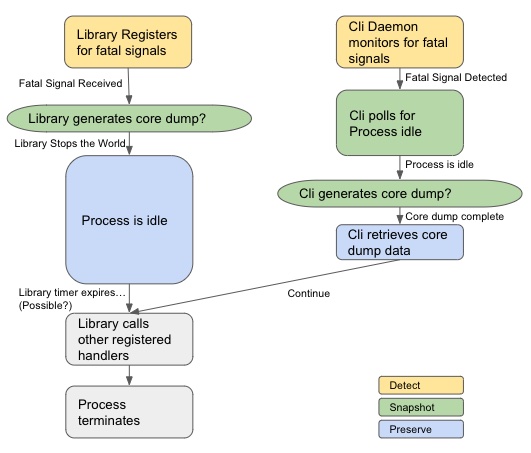 Library Registers
for fatal signals
Fatal Signal Received
Library generates core dump?
Library Stops the World
Process is idle
Library timer expires...
(Possible?)
Library calls
other registered
handlers
Process
terminates
Cli Daemon
monitors for fatal
signals
Fatal Signal Detected
Cli polls for
Process idle
Process is idle
Cli generates core dump?
Core dump complete
Cli retrieves core
dump data
Continue
Detect
Snapshot
Preserve